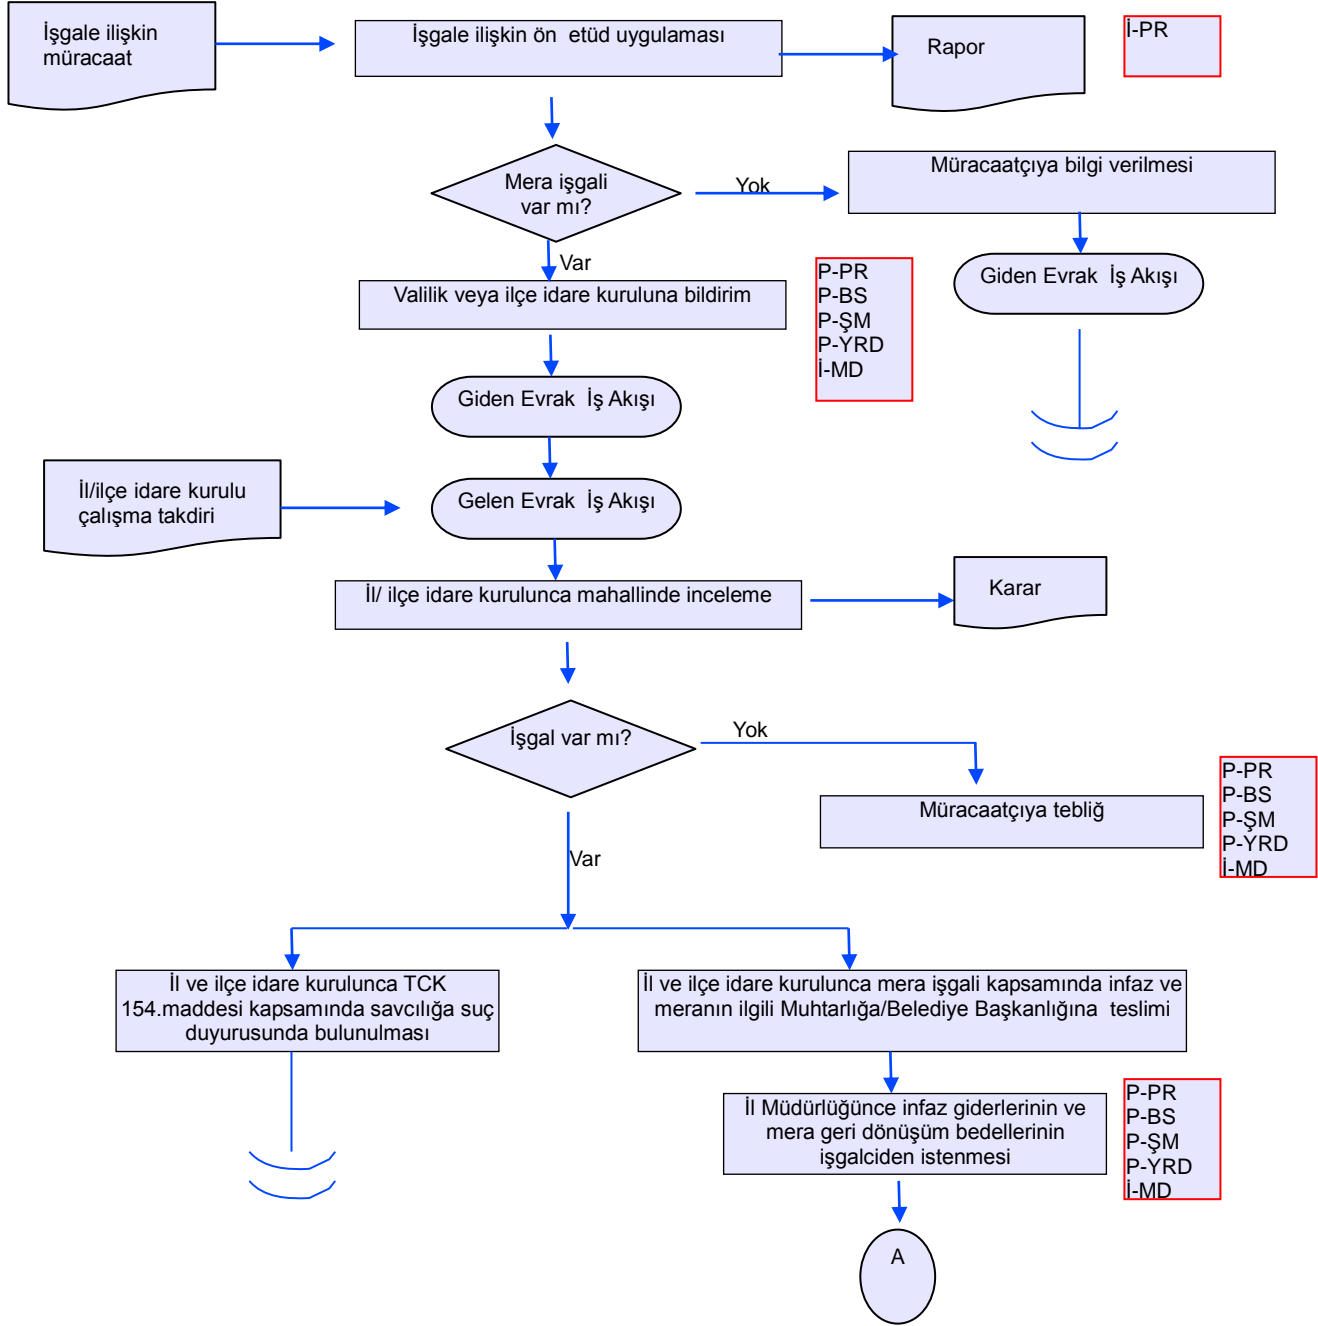 İşgale ilişkin
müracaat
İşgale ilişkin ön etüd uygulaması
Rapor
İ-PR
Mera işgali
var mı?
Yok
Müracaatçıya bilgi verilmesi
Var
Giden Evrak İş Akışı
Valilik veya ilçe idare kuruluna bildirim
P-PR
P-BS
P-ŞM
P-YRD
İ-MD
Giden Evrak İş Akışı
İl/ilçe idare kurulu
çalışma takdiri
Gelen Evrak İş Akışı
İl/ ilçe idare kurulunca mahallinde inceleme
Karar
İşgal var mı?
Yok
Müracaatçıya tebliğ
P-PR
P-BS
P-ŞM
P-YRD
İ-MD
Var
İl ve ilçe idare kurulunca TCK
154.maddesi kapsamında savcılığa suç
duyurusunda bulunulması
İl ve ilçe idare kurulunca mera işgali kapsamında infaz ve
meranın ilgili Muhtarlığa/Belediye Başkanlığına teslimi
İl Müdürlüğünce infaz giderlerinin ve
mera geri dönüşüm bedellerinin
işgalciden istenmesi
P-PR
P-BS
P-ŞM
P-YRD
İ-MD
A